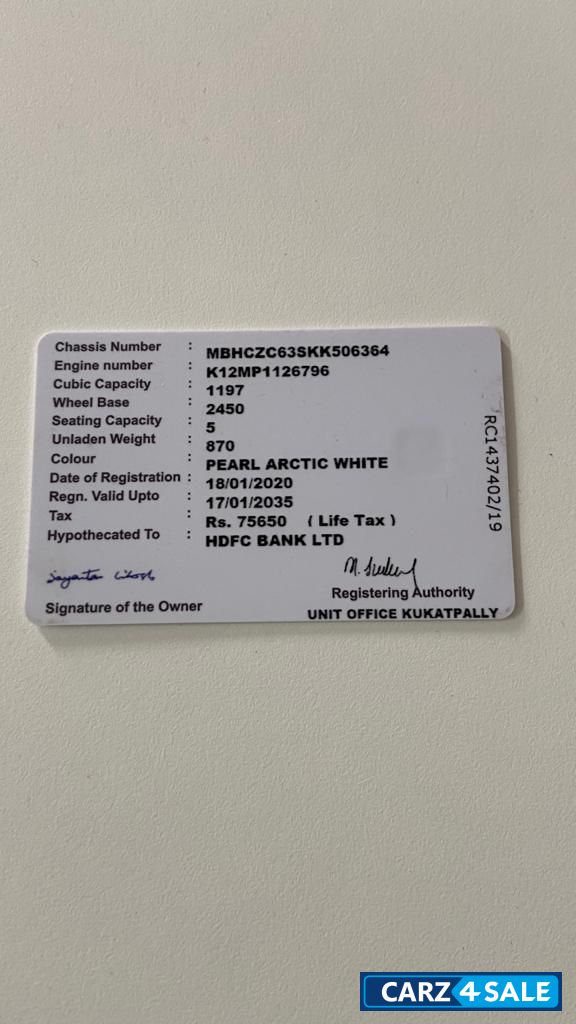 Chassis Number : MBHCZC63SKK506364
Engine number : K12MP1126796
Cubic Capacity : 1197
Wheel Base : 2450
Seating Capacity : 5
Unladen Weight : 870
Colour : PEARL ARCTIC WHITE
Date of Registration : 18/01/2020
Regn. Valid Upto : 17/01/2035
Tax : Rs. 75650 ( Life Tax )
Hypothecated To : HDFC BANK LTD
RC1437402/19
Signature of the Owner
Registering Authority
UNIT OFFICE KUKATPALLY
CARZ4SALE